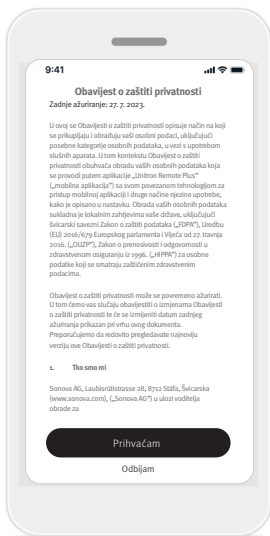 9:41
Obavijest o zaštiti privatnosti
Zadnje ažuriranje: 27. 7. 2023.
U ovoj se Obavijesti o zaštiti privatnosti opisuje način na koji
se prikupljaju i obrađuju vaši osobni podaci, uključujući
posebne kategorije osobnih podataka, u vezi s upotrebom
slušnih aparata. U tom kontekstu Obavijest o zaštiti
privatnosti obuhvaća obradu vaših osobnih podataka koja
se provodi putem aplikacije „Unitron Remote Plus”
(„mobilna aplikacija”) sa svom povezanom tehnologijom za
pristup mobilnoj aplikaciji i druge načine njezine upotrebe,
kako je opisano u nastavku. Obrada vaših osobnih podataka
sukladna je lokalnim zahtjevima vaše države, uključujući
švicarski savezni Zakon o zaštiti podataka („FDPA”), Uredbu
(EU) 2016/679 Europskog parlamenta i Vijeća od 27. travnja
2016. („OUZP”), Zakon o prenosivosti i odgovornosti u
zdravstvenom osiguranju iz 1996. („HIPPA”) za osobne
podatke koji se smatraju zaštićenim zdravstvenim
podacima.
Obavijest o zaštiti privatnosti može se povremeno ažurirati.
U tom ćemo vas slučaju obavijestiti o izmjenama Obavijesti
o zaštiti privatnosti te će se izmijeniti datum zadnjeg
ažuriranja prikazan pri vrhu ovog dokumenta.
Preporučujemo da redovito pregledavate najnoviju
verziju ove Obavijesti o zaštiti privatnosti.
1. Tko smo mi
Sonova AG, Laubisrütistrasse 28, 8712 Stäfa, Švicarska
(www.sonova.com), („Sonova AG”) u ulozi voditelja
obrade za
Prihvaćam
Odbijam